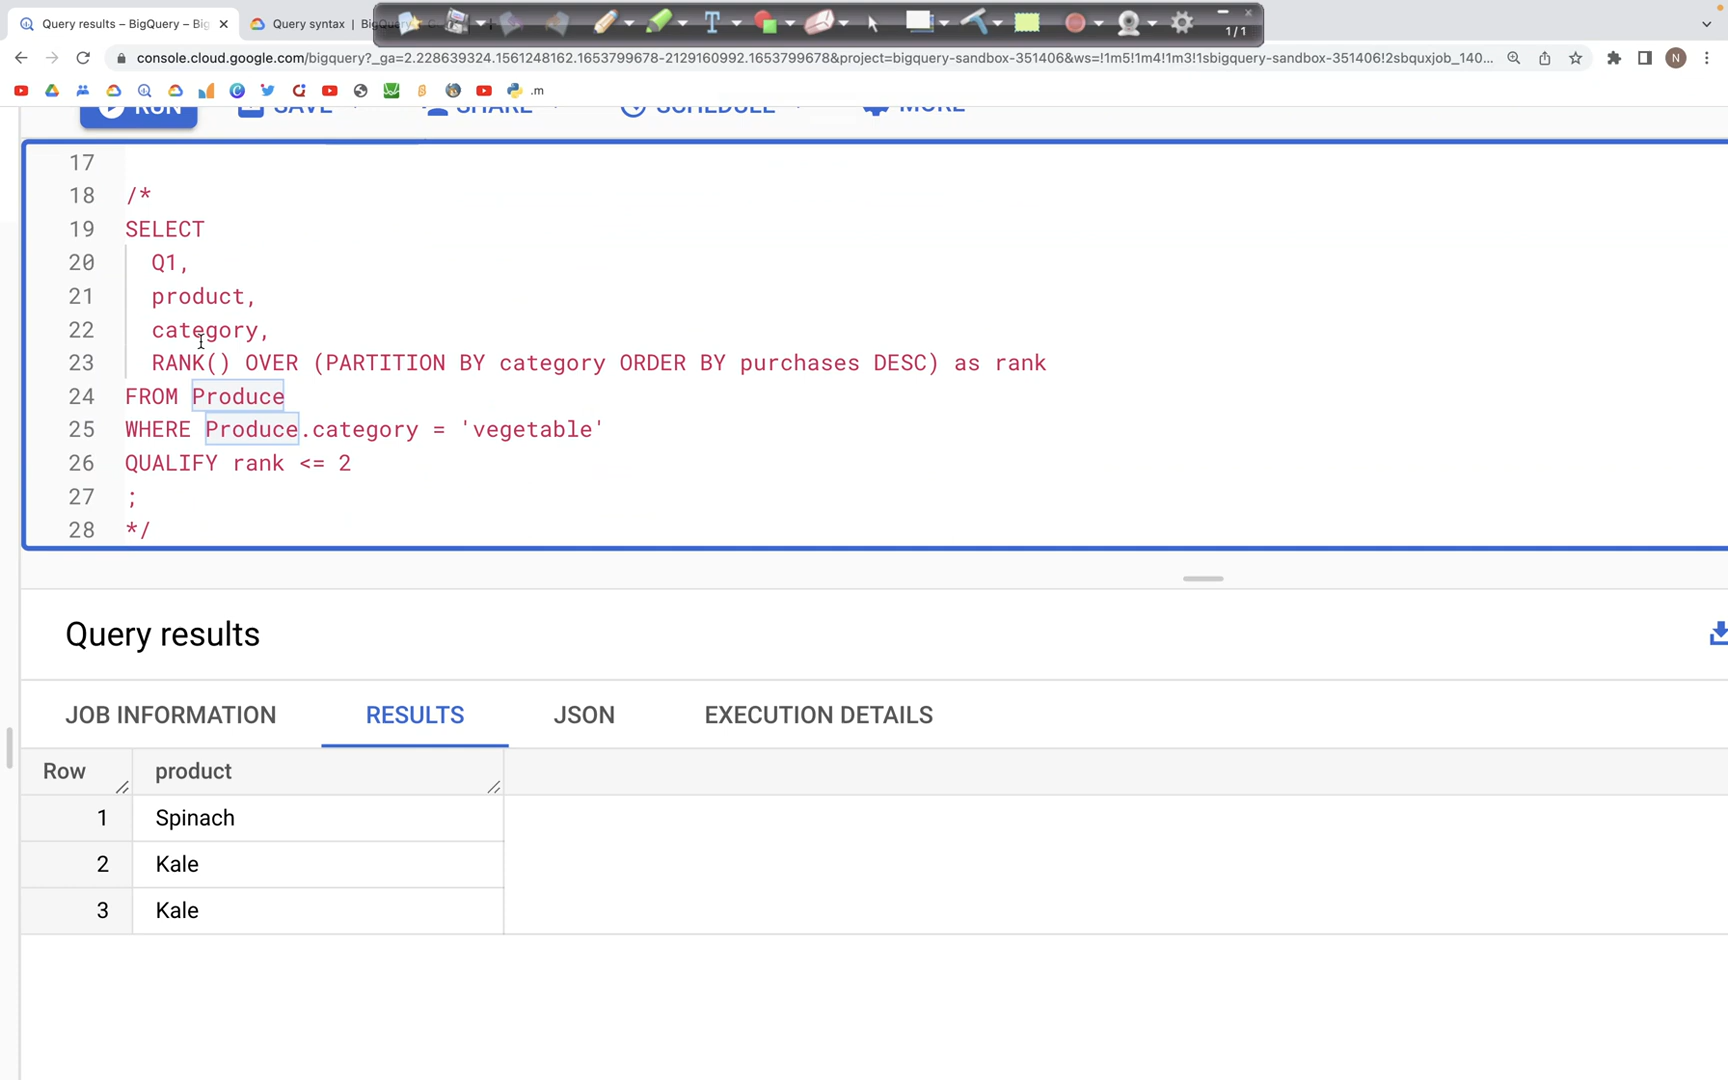 Query results – BigQuery – Big
Query syntax | BigQ
1/1
console.cloud.google.com/bigquery?_ga=2.228639324.1561248162.1653799678-2129160992.1653799678&project=bigquery-sandbox-351406&ws=!1m5!1m4!1m3!1sbigquery-sandbox-351406!2sbquxjob_140...
N
.m
RUN SAVE SHARE SCHEDULE MORE
17
18 /*
19 SELECT
20 Q1,
21 product,
22 category,
23 RANK() OVER (PARTITION BY category ORDER BY purchases DESC) as rank
24 FROM Produce
25 WHERE Produce.category = 'vegetable'
26 QUALIFY rank <= 2
27 ;
28 */
Query results
JOB INFORMATION RESULTS JSON EXECUTION DETAILS
Row product
1 Spinach
2 Kale
3 Kale